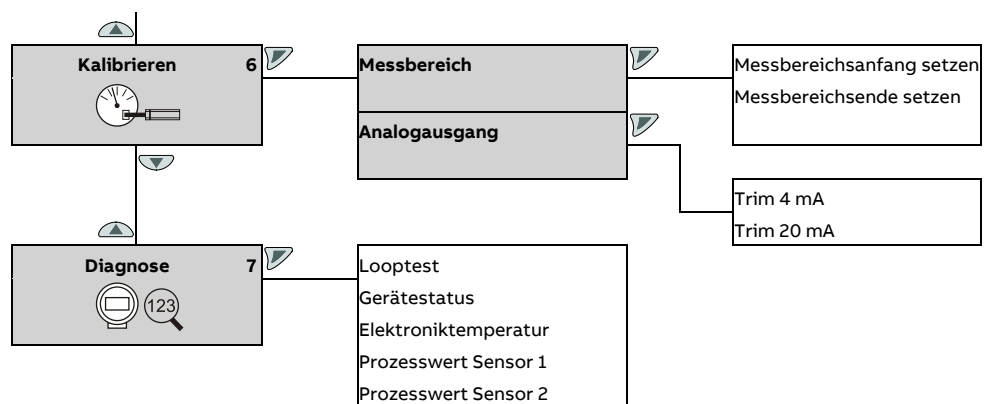 Kalibrieren 6
Messbereich
Analogausgang
Messbereichsanfang setzen
Messbereichsende setzen
Trim 4 mA
Trim 20 mA
Diagnose 7
123
Looptest
Gerätestatus
Elektroniktemperatur
Prozesswert Sensor 1
Prozesswert Sensor 2